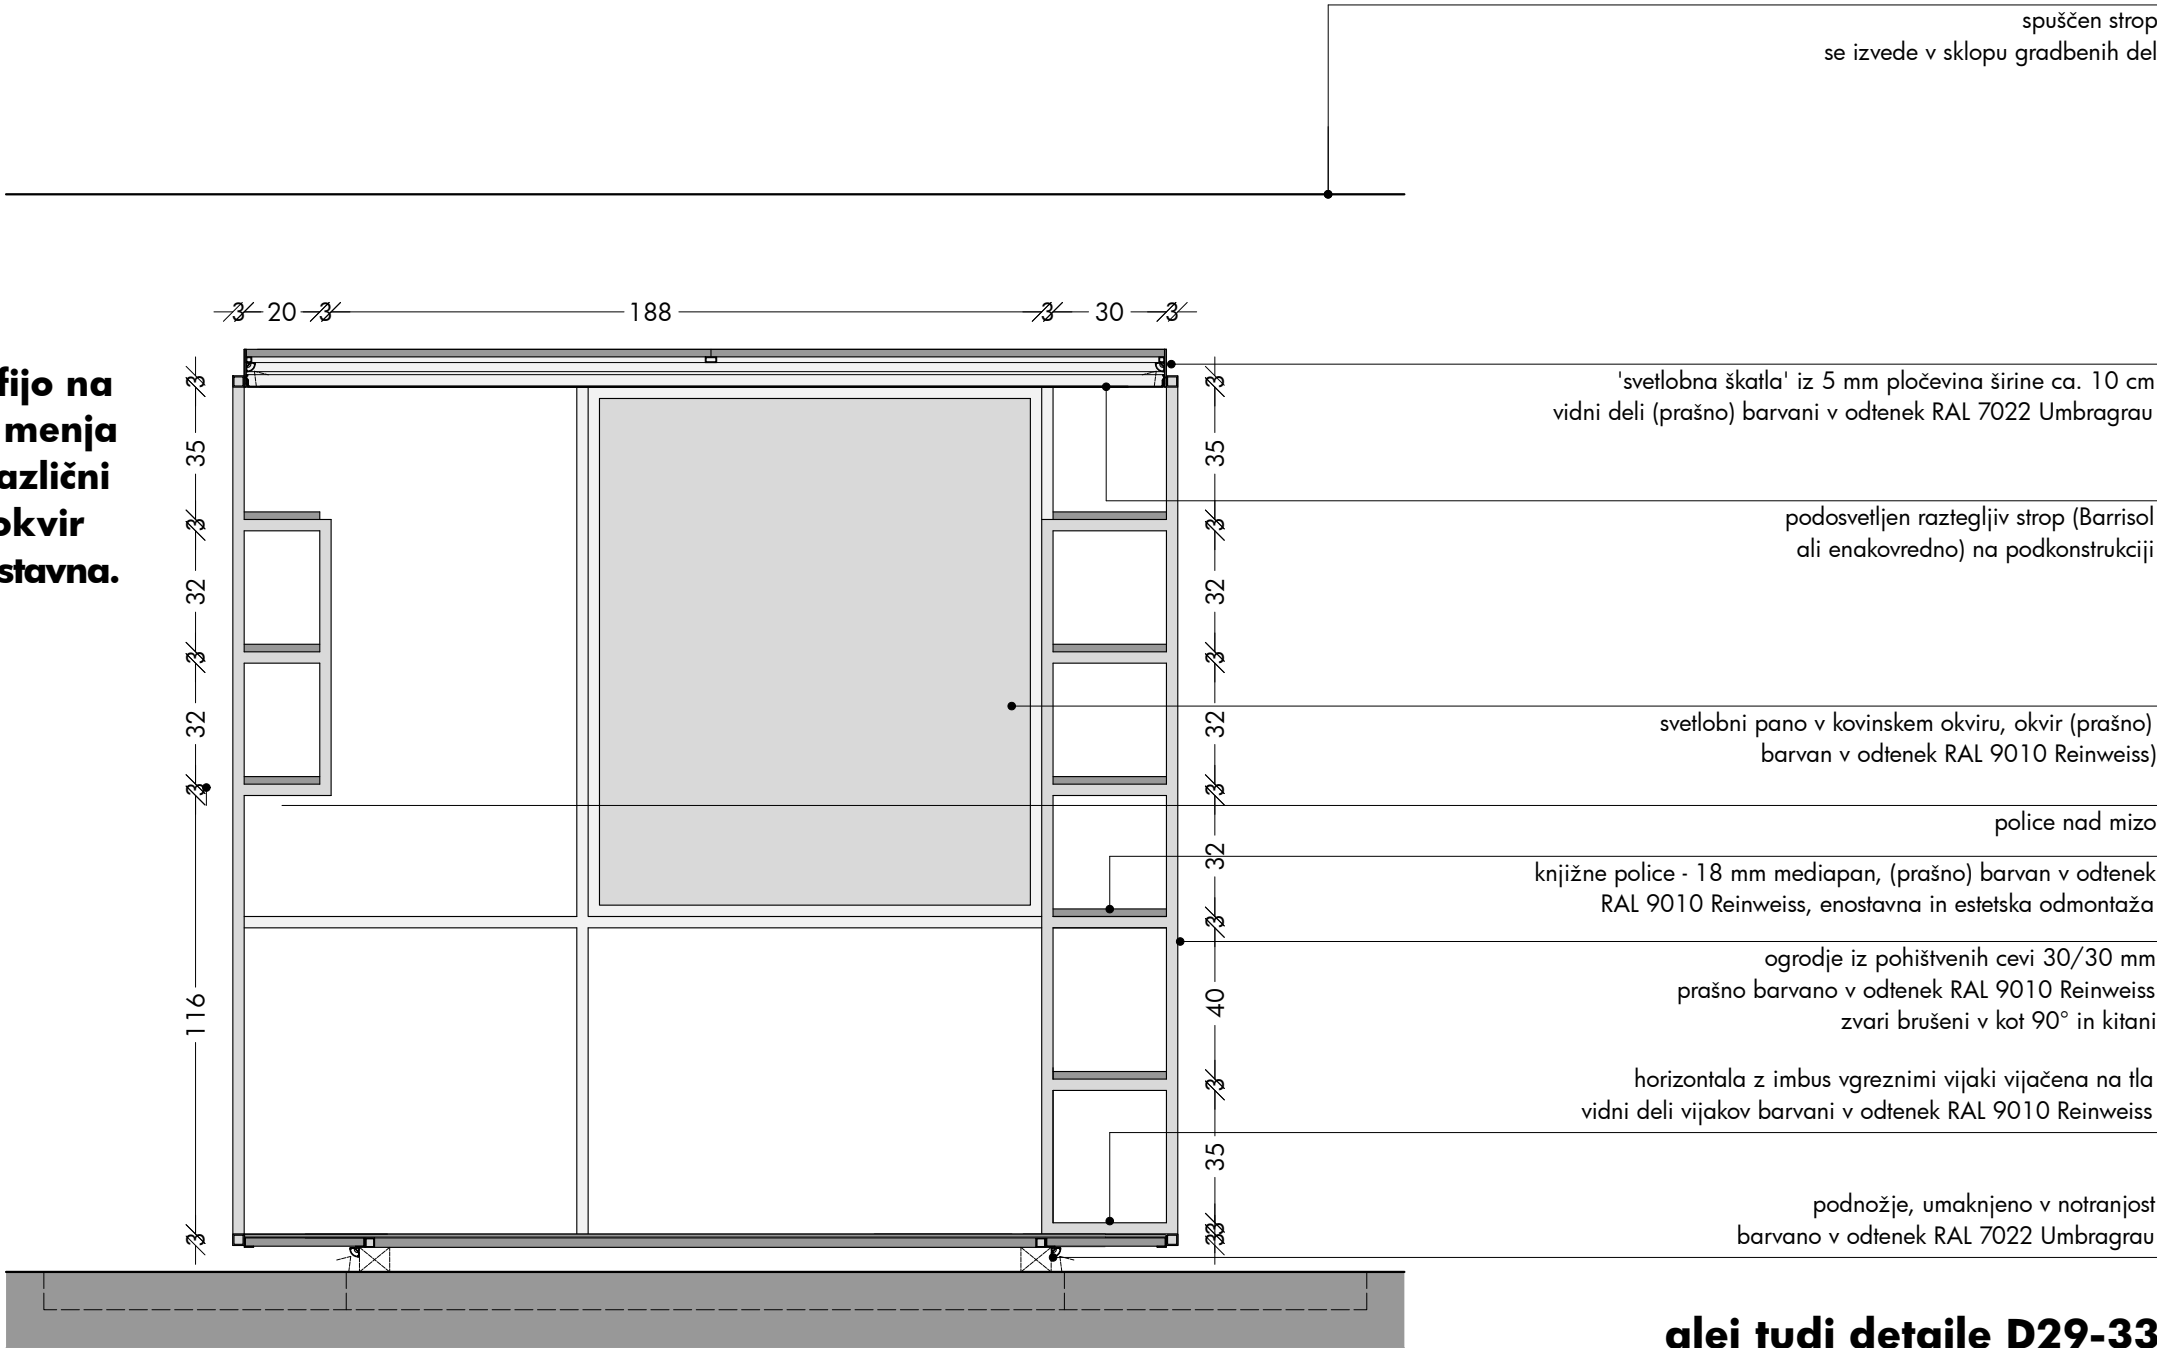 spuščen strop
se izvede v sklopu gradbenih del
3 20 3 188 3 30 3
fijo na
menja
azlični
okvir
stavna.
3
35
3
32
3
32
3
116
3
3
35
3
32
3
32
3
32
3
40
3
35
3
3
'svetlobna škatla' iz 5 mm pločevina širine ca. 10 cm
vidni deli (prašno) barvani v odtenek RAL 7022 Umbragrau
podosvetljen raztegljiv strop (Barrisol
ali enakovredno) na podkonstrukciji
svetlobni pano v kovinskem okviru, okvir (prašno)
barvan v odtenek RAL 9010 Reinweiss)
police nad mizo
knjižne police - 18 mm mediapan, (prašno) barvan v odtenek
RAL 9010 Reinweiss, enostavna in estetska odmontaža
ogrodje iz pohištvenih cevi 30/30 mm
prašno barvano v odtenek RAL 9010 Reinweiss
zvari brušeni v kot 90° in kitani
horizontala z imbus vgreznimi vijaki vijačena na tla
vidni deli vijakov barvani v odtenek RAL 9010 Reinweiss
podnožje, umaknjeno v notranjost
barvano v odtenek RAL 7022 Umbragrau
glej tudi detajle D29-33